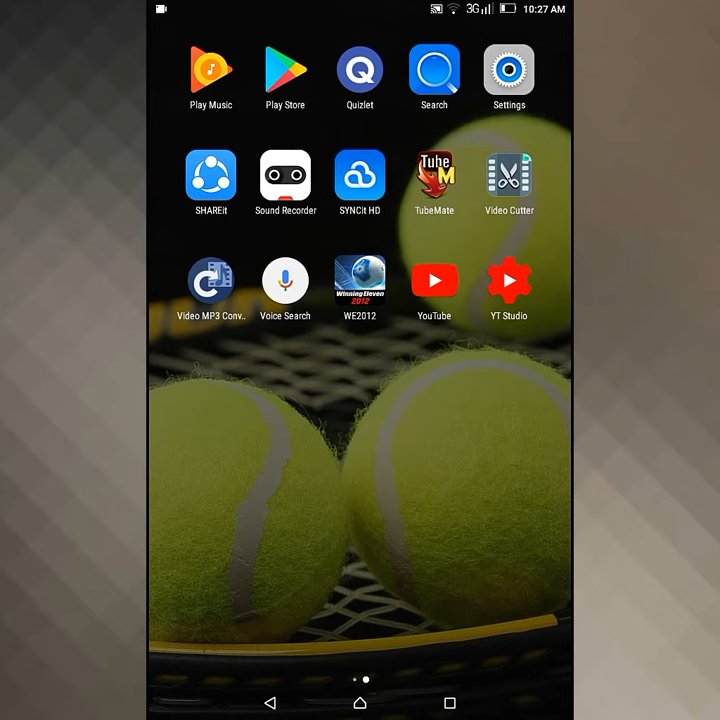 3G 10:27 AM
Play Music Play Store Quizlet Search Settings
Tube
M
SHAREit Sound Recorder SYNCit HD TubeMate Video Cutter
Winning Eleven
2012
Video MP3 Conv.. Voice Search WE2012 YouTube YT Studio